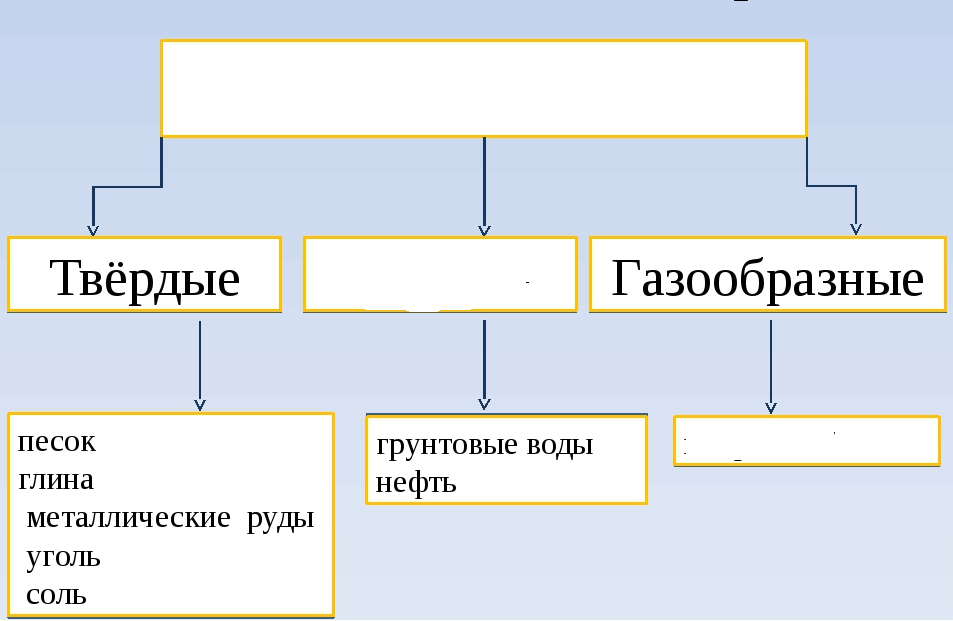 Твёрдые
Газообразные
песок
глина
металлические руды
уголь
соль
грунтовые воды
нефть